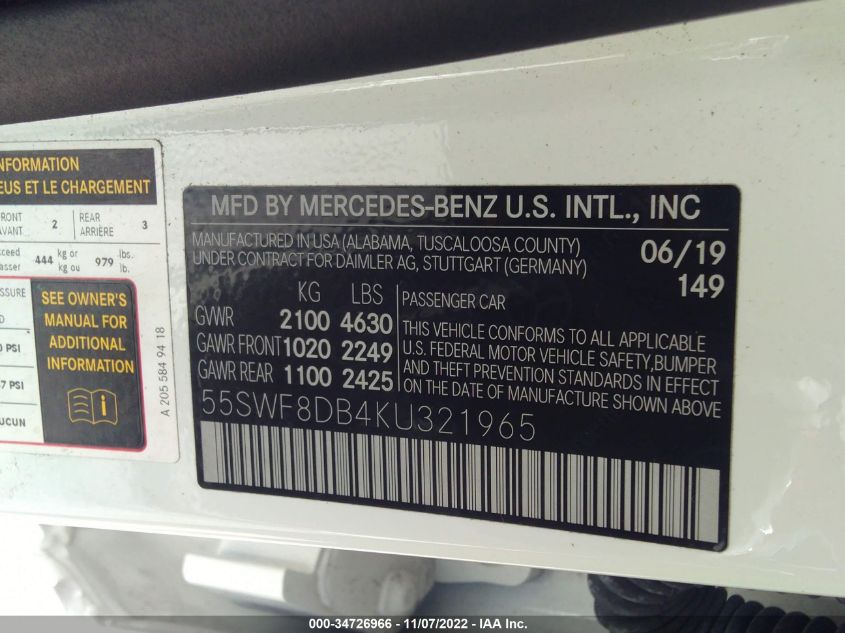 NFORMATION
EUS ET LE CHARGEMENT
FRONT 2 REAR 3
AVANT ARRIÈRE
444 kg or 979 lbs.
kg ou lb.
SSURE
SEE OWNER'S
MANUAL FOR
ADDITIONAL
INFORMATION
PSI
7 PSI
UCUN
A 205 584 94 18
MFD BY MERCEDES-BENZ U.S. INTL., INC
MANUFACTURED IN USA (ALABAMA, TUSCALOOSA COUNTY) 06/19
UNDER CONTRACT FOR DAIMLER AG, STUTTGART (GERMANY) 149
KG LBS
GVWR 2100 4630
GAWR FRONT 1020 2249
GAWR REAR 1100 2425
PASSENGER CAR
THIS VEHICLE CONFORMS TO ALL APPLICABLE
U.S. FEDERAL MOTOR VEHICLE SAFETY,BUMPER
AND THEFT PREVENTION STANDARDS IN EFFECT
ON THE DATE OF MANUFACTURE SHOWN ABOVE
55SWF8DB4KU321965
000-34726966 - 11/07/2022 - IAA Inc.